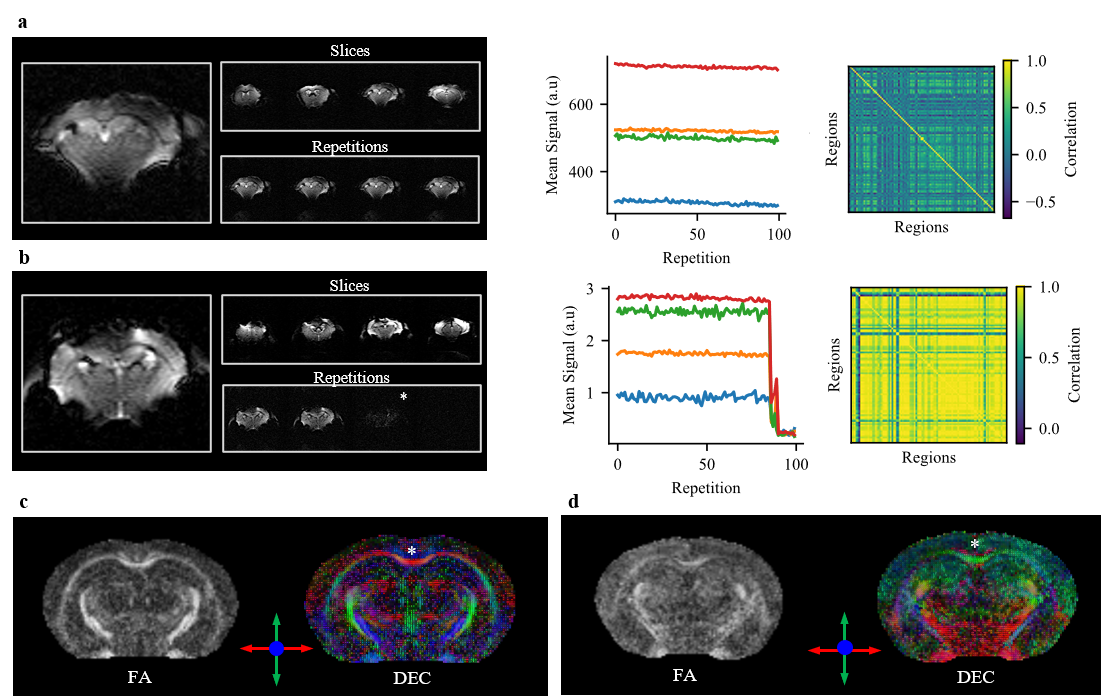 a
Slices
Repetitions
Mean Signal (a.u)
600
400
0
50
100
Repetition
Regions
Regions
1.0
0.5
0.0
−0.5
Correlation
b
Slices
Repetitions
*
Mean Signal (a.u)
3
2
1
0
50
100
Repetition
Regions
Regions
1.0
0.5
0.0
Correlation
c
*
FA
DEC
d
*
FA
DEC